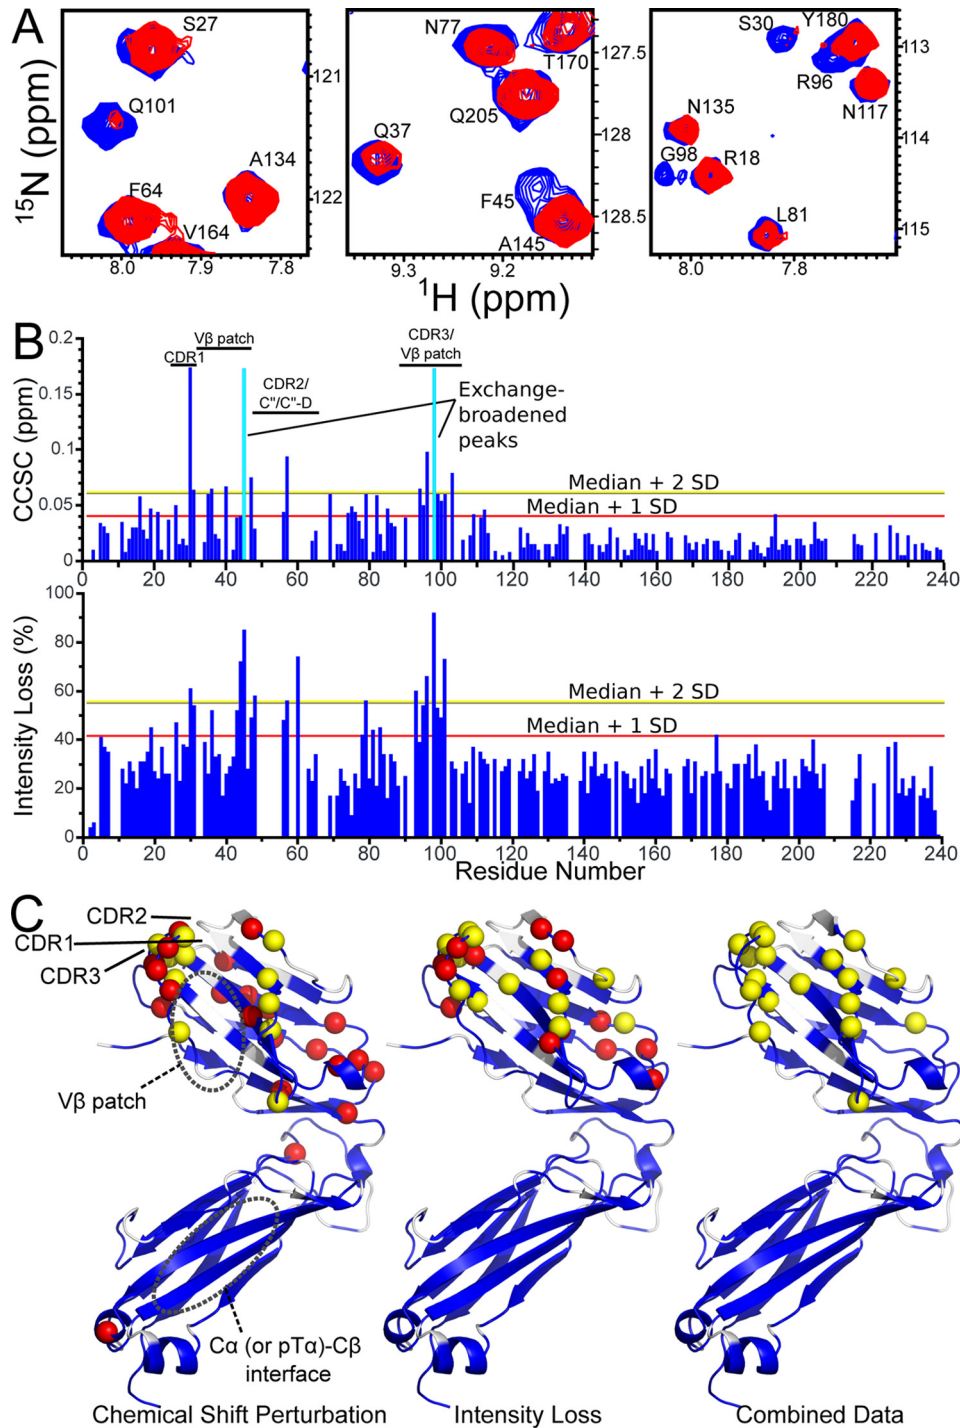 A
S27
Q101
A134
F64
V164
121
122
8.0
7.9
7.8
N77
T170
Q205
Q37
F45
A145
127.5
128
128.5
9.3
9.2
S30
Y180
R96
N117
N135
G98
R18
L81
113
114
115
8.0
7.8
15N (ppm)
1H (ppm)
B
CCSC (ppm)
0.2
0.15
0.1
0.05
0
CDR1
Vβ patch
CDR2/
C"/C"-D
CDR3/
Vβ patch
Exchange-
broadened
peaks
Median + 2 SD
Median + 1 SD
0 20 40 60 80 100 120 140 160 180 200 220 240
Intensity Loss (%)
100
80
60
40
20
0
Median + 2 SD
Median + 1 SD
0 20 40 60 80 100 120 140 160 180 200 220 240
Residue Number
C
CDR2
CDR1
CDR3
Vβ patch
Cα (or pTα)-Cβ
interface
Chemical Shift Perturbation
Intensity Loss
Combined Data